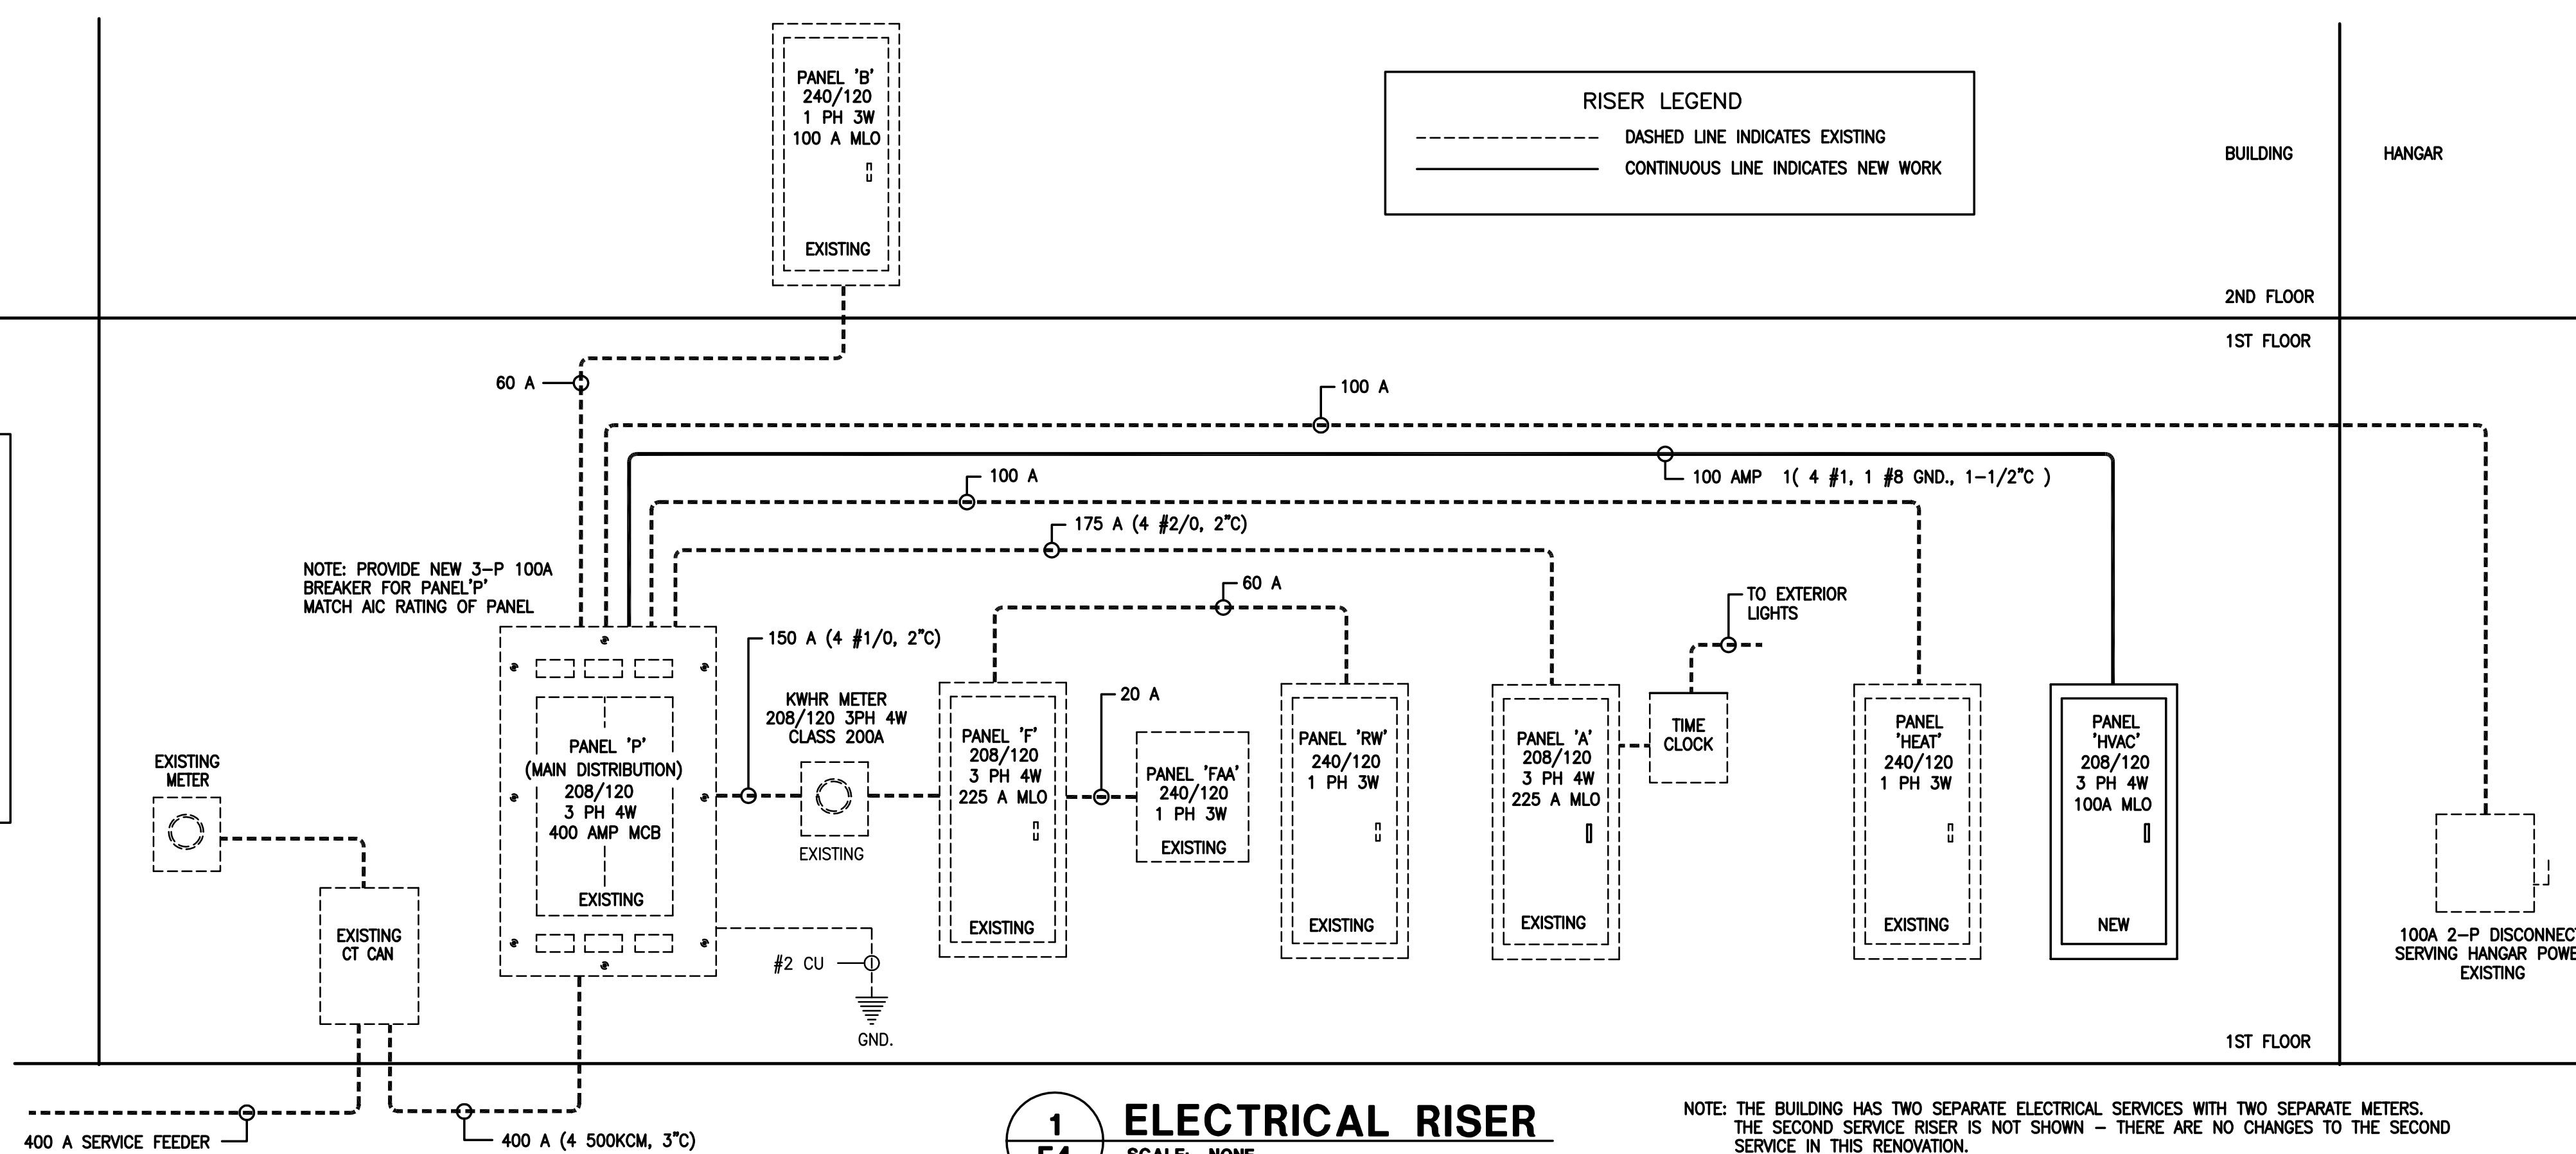 PANEL 'B'
240/120
1 PH 3W
100 A MLO
EXISTING
RISER LEGEND
DASHED LINE INDICATES EXISTING
CONTINUOUS LINE INDICATES NEW WORK
BUILDING
HANGAR
2ND FLOOR
1ST FLOOR
60 A
100 A
100 AMP 1( 4 #1, 1 #8 GND., 1-1/2"C )
100 A
175 A (4 #2/0, 2"C)
60 A
NOTE: PROVIDE NEW 3-P 100A
BREAKER FOR PANEL'P'
MATCH AIC RATING OF PANEL
TO EXTERIOR
LIGHTS
150 A (4 #1/0, 2"C)
KWHR METER
208/120 3PH 4W
CLASS 200A
EXISTING
20 A
EXISTING
METER
EXISTING
CT CAN
PANEL 'P'
(MAIN DISTRIBUTION)
208/120
3 PH 4W
400 AMP MCB
EXISTING
#2 CU
GND.
PANEL 'F'
208/120
3 PH 4W
225 A MLO
EXISTING
PANEL 'FAA'
240/120
1 PH 3W
EXISTING
PANEL 'RW'
240/120
1 PH 3W
EXISTING
PANEL 'A'
208/120
3 PH 4W
225 A MLO
EXISTING
TIME
CLOCK
PANEL
'HEAT'
240/120
1 PH 3W
EXISTING
PANEL
'HVAC'
208/120
3 PH 4W
100A MLO
NEW
100A 2-P DISCONNECT
SERVING HANGAR POWE
EXISTING
1ST FLOOR
400 A SERVICE FEEDER
400 A (4 500KCM, 3"C)
1
E4
ELECTRICAL RISER
SCALE: NONE
NOTE: THE BUILDING HAS TWO SEPARATE ELECTRICAL SERVICES WITH TWO SEPARATE METERS.
THE SECOND SERVICE RISER IS NOT SHOWN - THERE ARE NO CHANGES TO THE SECOND
SERVICE IN THIS RENOVATION.